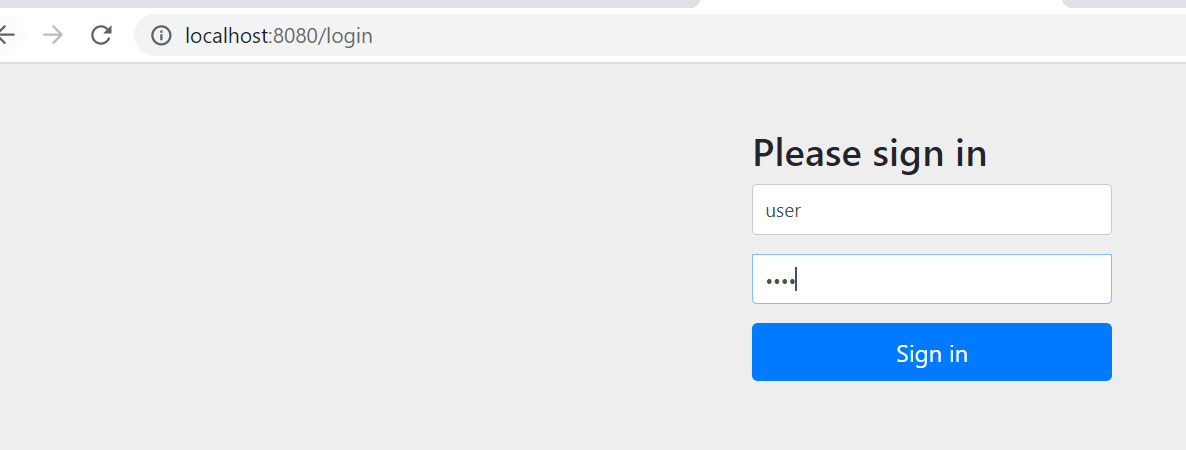 localhost:8080/login
Please sign in
user
••••
Sign in